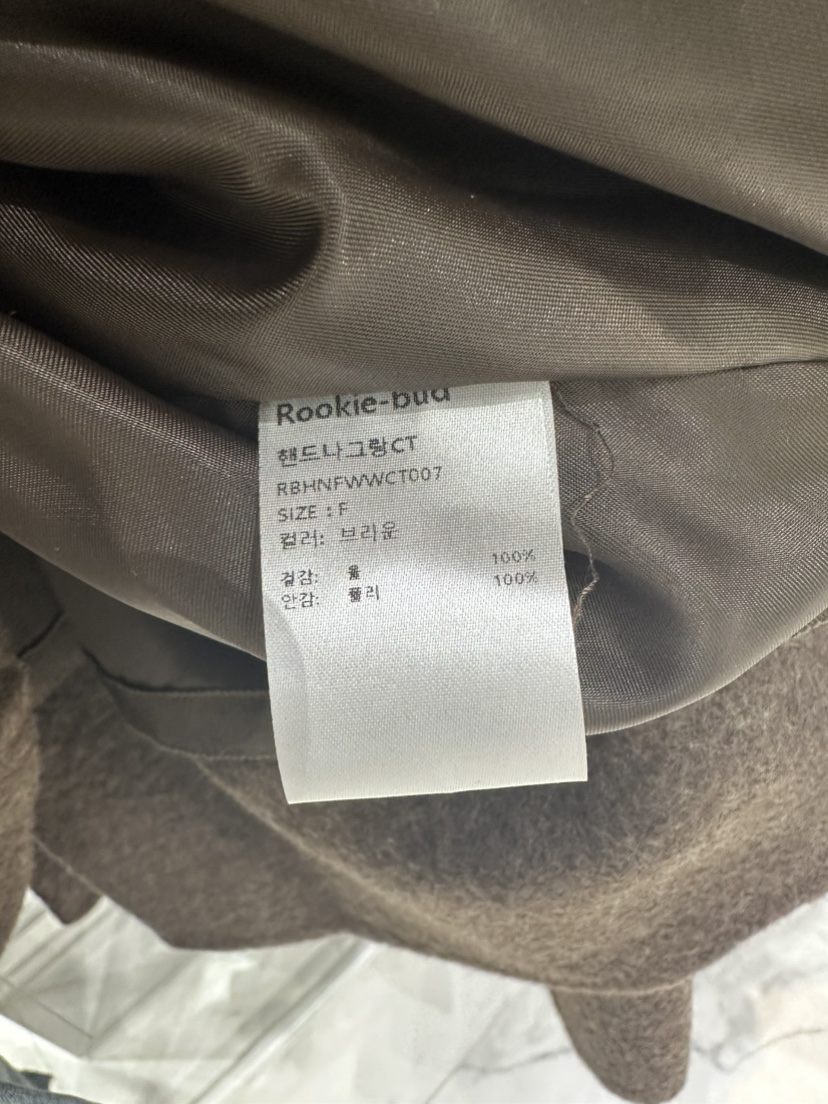 Rookie-bud
핸드나그랑CT
RBHNFWWCT007
SIZE : F
컬러: 브라운
겉감: 울 100%
안감: 폴리 100%